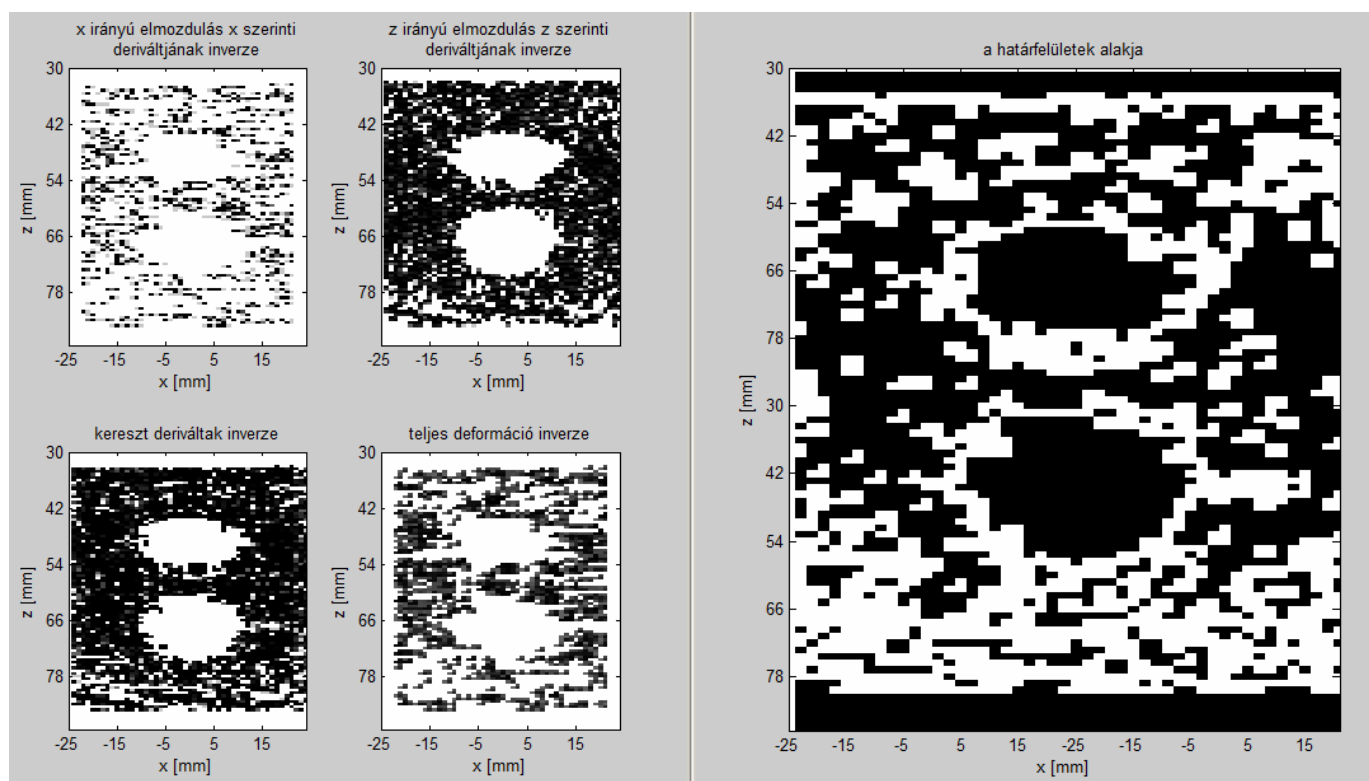 x irányú elmozdulás x szerinti
deriváltjának inverze
30
42
54
66
78
z [mm]
-25 -15 -5 5 15
x [mm]
z irányú elmozdulás z szerinti
deriváltjának inverze
30
42
54
66
78
z [mm]
-25 -15 -5 5 15
x [mm]
kereszt deriváltak inverze
30
42
54
66
78
z [mm]
-25 -15 -5 5 15
x [mm]
teljes deformáció inverze
30
42
54
66
78
z [mm]
-25 -15 -5 5 15
x [mm]
a határfelületek alakja
30
42
54
66
78
30
42
54
66
78
z [mm]
-25 -15 -5 5 15 -25 -15 -5 5 15
x [mm]